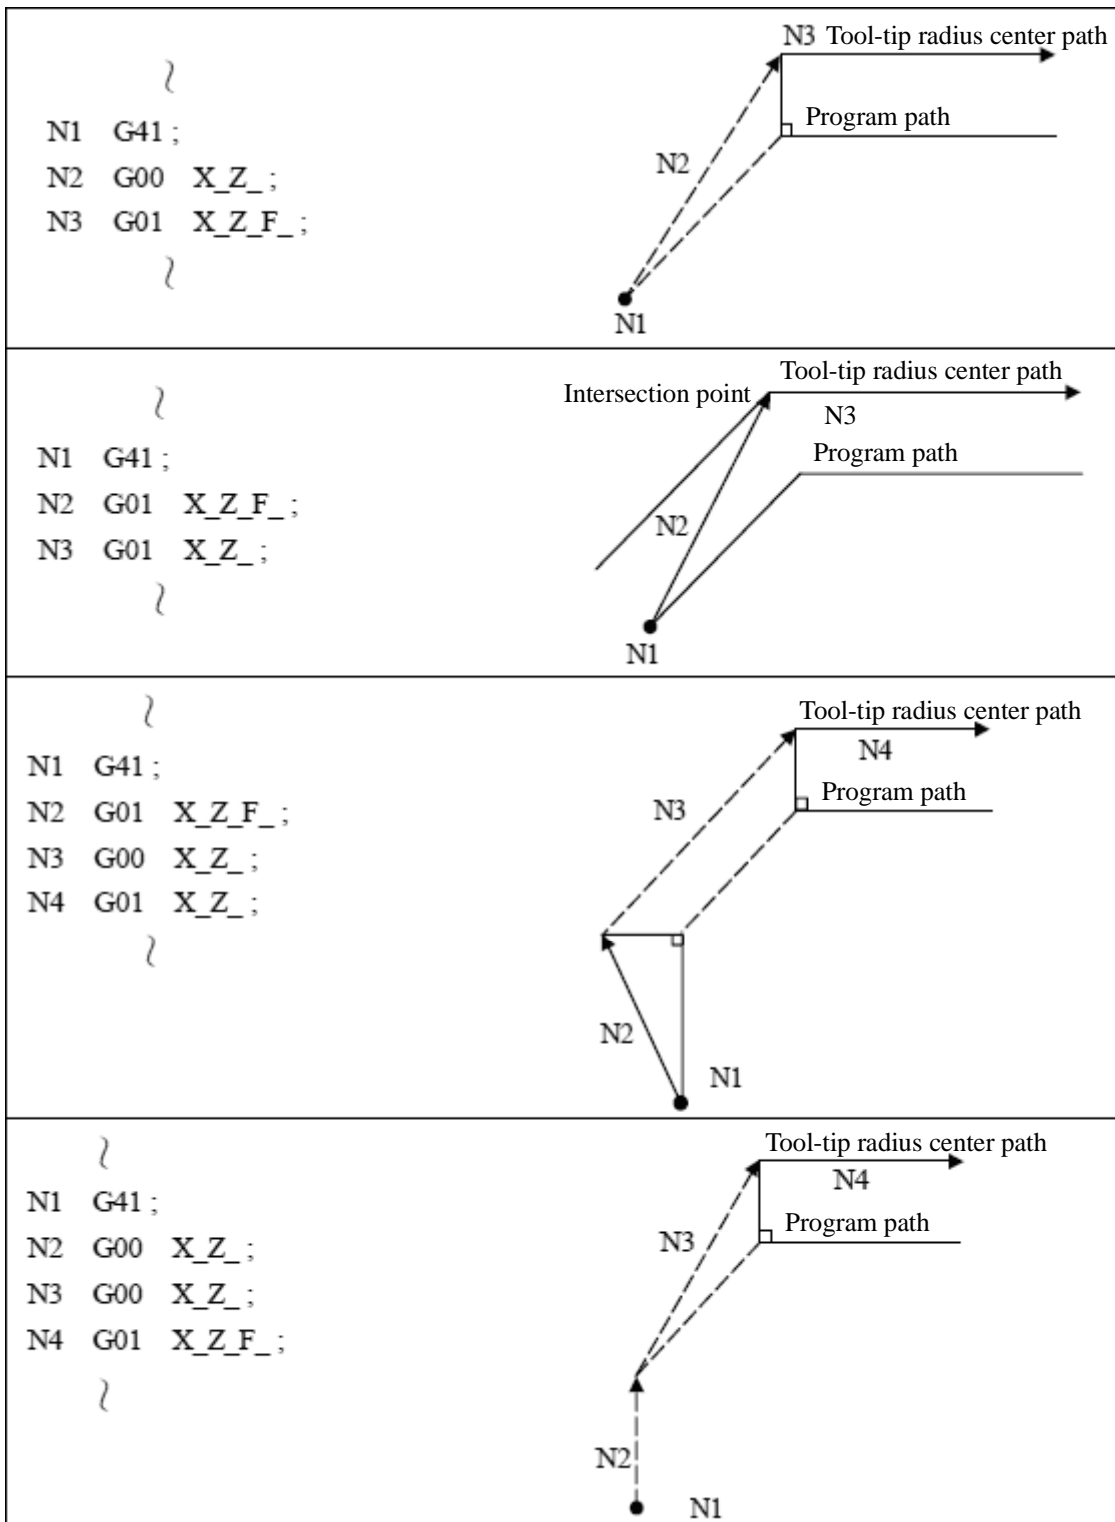 N1 G41 ;
N2 G00 X_Z_ ;
N3 G01 X_Z_F_ ;
N3 Tool-tip radius center path
Program path
N2
N1
N1 G41 ;
N2 G01 X_Z_F_ ;
N3 G01 X_Z_ ;
Tool-tip radius center path
Intersection point
N3
Program path
N2
N1
N1 G41 ;
N2 G01 X_Z_F_ ;
N3 G00 X_Z_ ;
N4 G01 X_Z_ ;
Tool-tip radius center path
N4
N3
Program path
N2
N1
N1 G41 ;
N2 G00 X_Z_ ;
N3 G00 X_Z_ ;
N4 G01 X_Z_F_ ;
Tool-tip radius center path
N4
Program path
N3
N2
N1